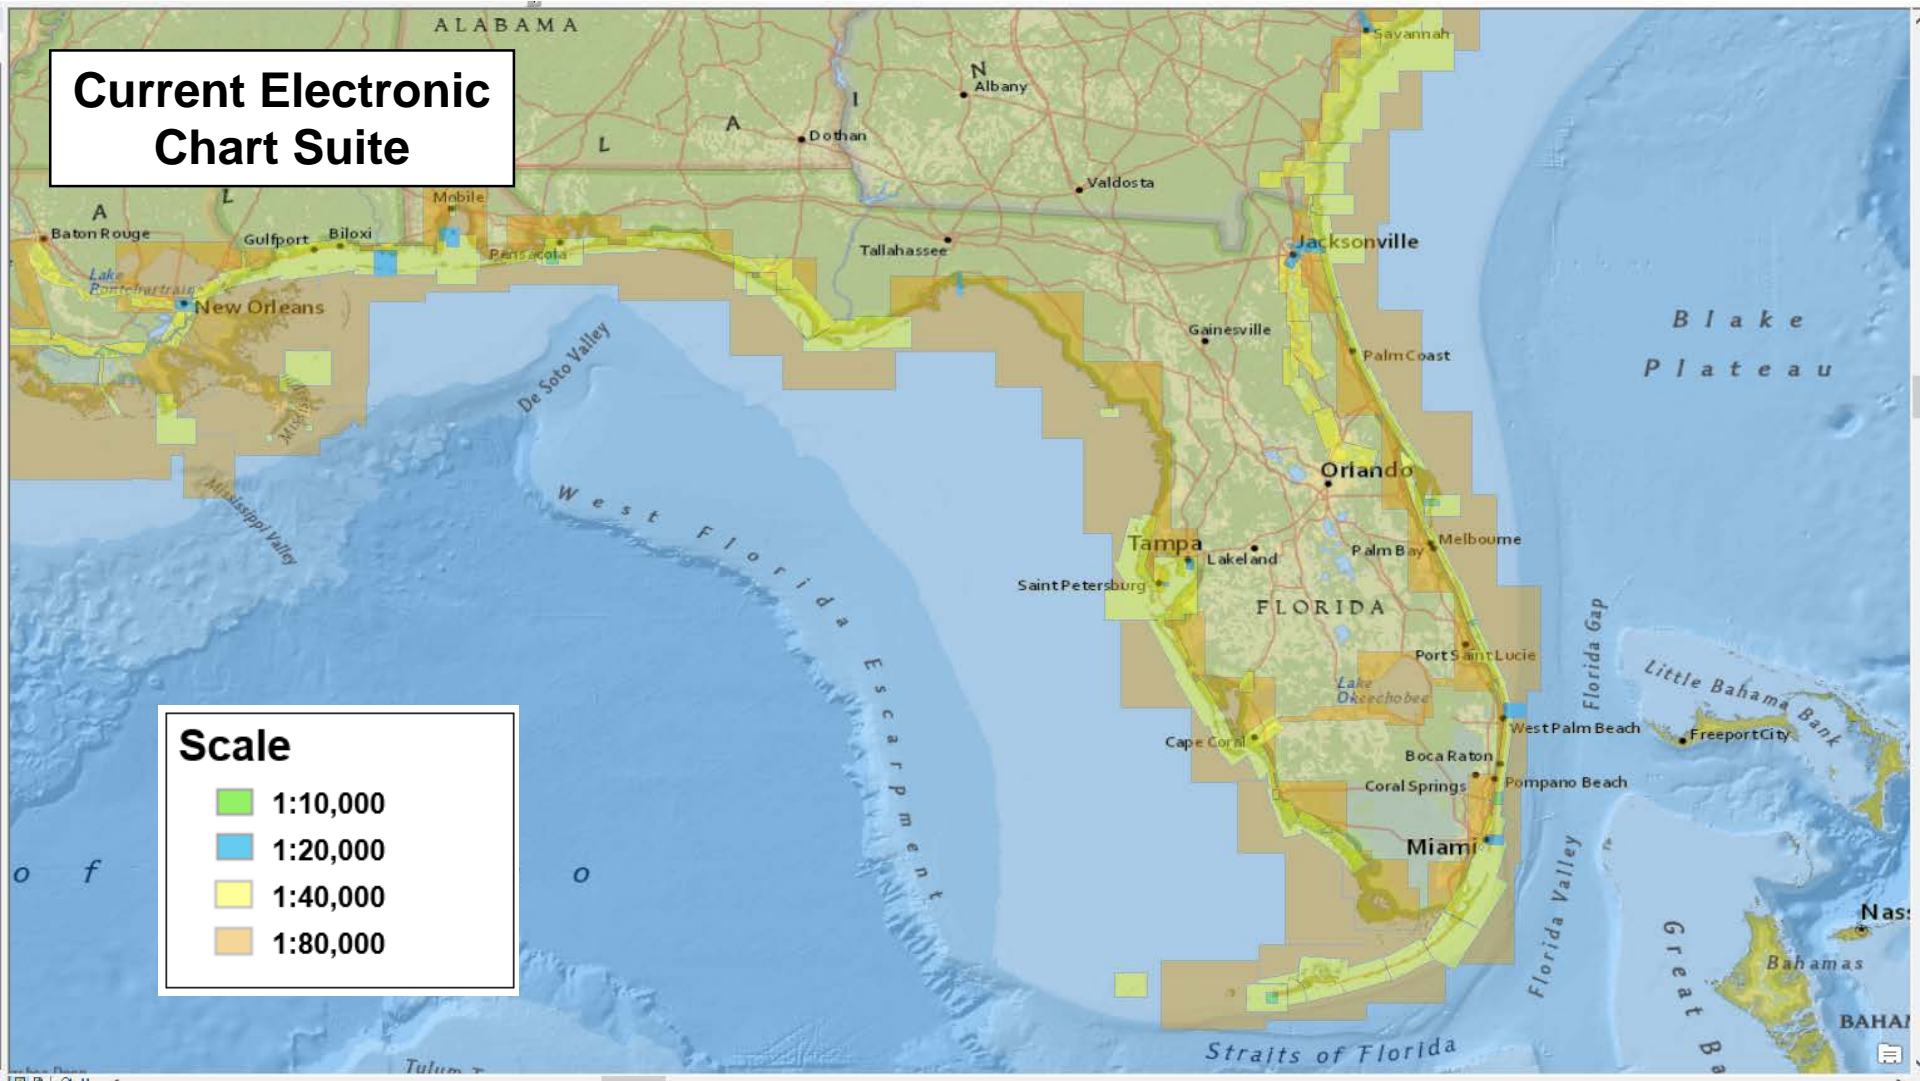 ALABAMA
Savannah
Current Electronic
Chart Suite
N
Albany
I
A
L
Dothan
Valdosta
L
Mobile
A
Baton Rouge
Gulfport
Biloxi
Pensacola
Tallahassee
Jacksonville
Lake
Pontchartrain
New Orleans
Gainesville
Palm Coast
Blake
Plateau
De Soto Valley
Mississippi Valley
Orlando
West Florida Escarpment
Tampa
Lakeland
Palm Bay
Melbourne
Saint Petersburg
FLORIDA
Florida Gap
Port Saint Lucie
Little Bahama Bank
Lake
Okeechobee
West Palm Beach
Freeport City
Cape Coral
Boca Raton
Coral Springs
Pompano Beach
Miami
Scale
1:10,000
1:20,000
1:40,000
1:80,000
o f
o
Florida Valley
Nas
Great Ba
Bahamas
BAHA
Straits of Florida
Tulum